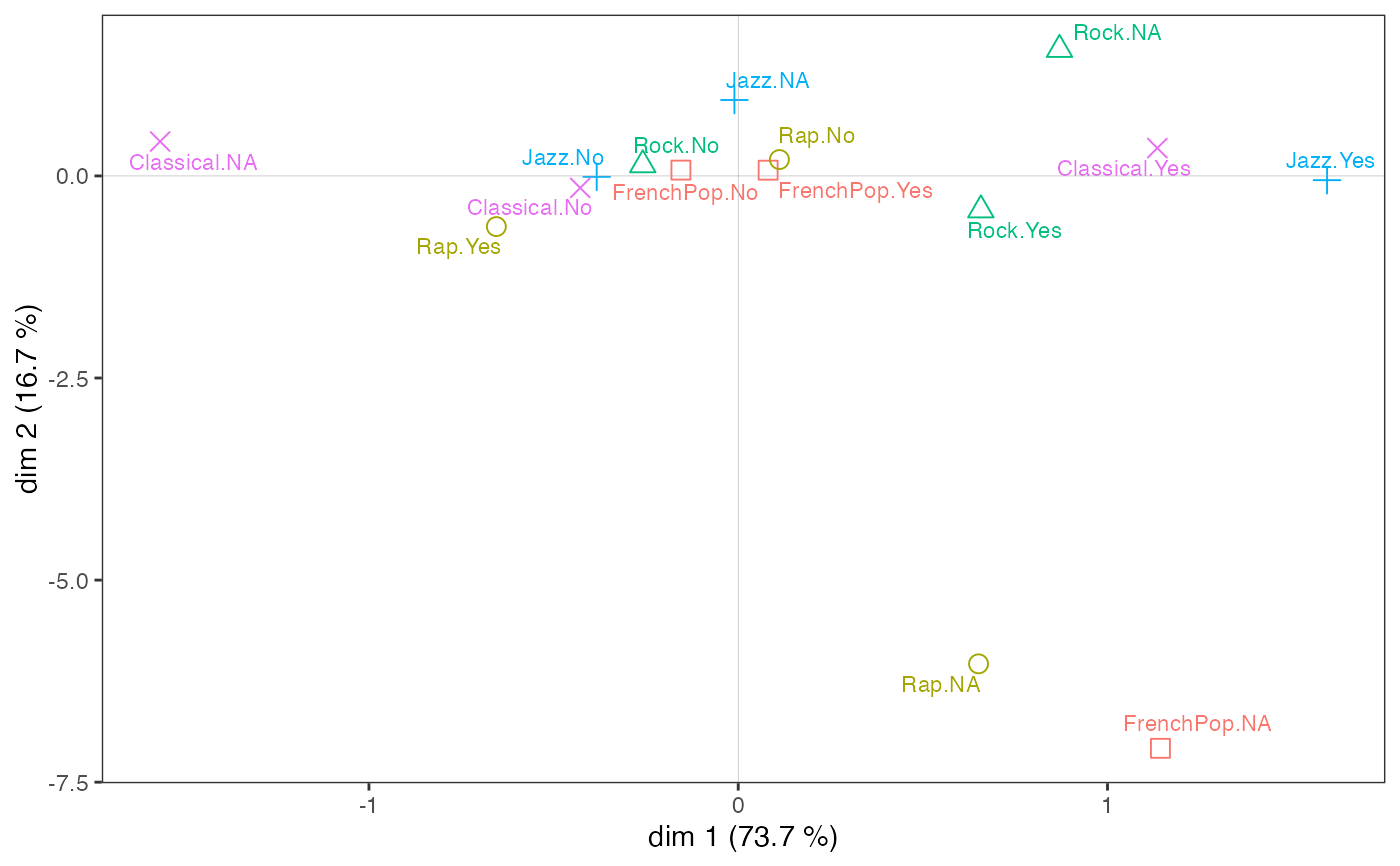 Rock.NA
Jazz.NA
Rap.No
Rock.No
Jazz.No
Classical.NA
Classical.Yes
Jazz.Yes
FrenchPop.No
FrenchPop.Yes
Classical.No
Rock.Yes
Rap.Yes
Rap.NA
FrenchPop.NA
0.0
-2.5
-5.0
-7.5
dim 2 (16.7 %)
-1
0
1
dim 1 (73.7 %)